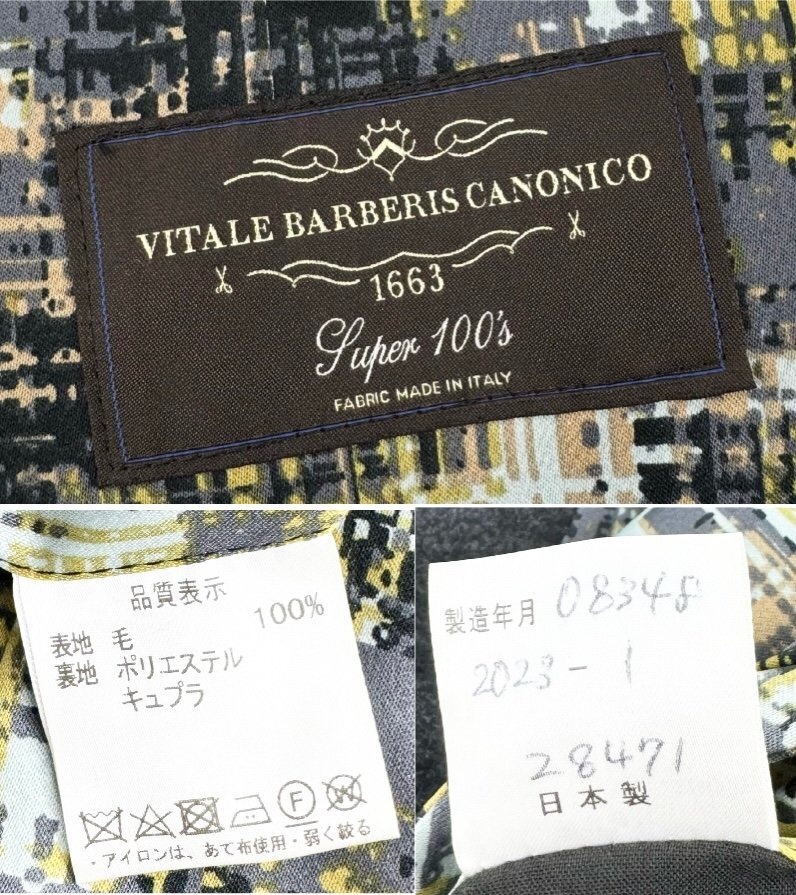 VITALE BARBERIS CANONICO
1663
Super 100's
FABRIC MADE IN ITALY
品質表示
表地 毛 100%
裏地 ポリエステル
キュプラ
F
W
・アイロンは、あて布使用・弱く絞る
製造年月 08348
2023-1
28471
日本製